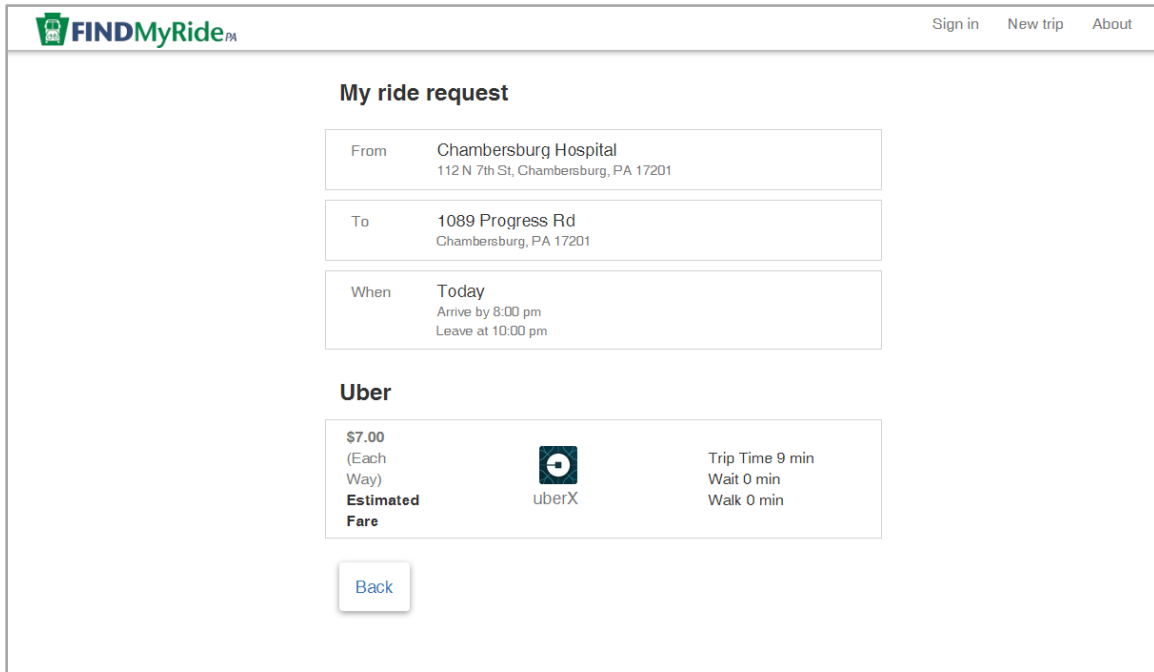 FINDMyRide PA
Sign in New trip About
My ride request
From Chambersburg Hospital
112 N 7th St, Chambersburg, PA 17201
To 1089 Progress Rd
Chambersburg, PA 17201
When Today
Arrive by 8:00 pm
Leave at 10:00 pm
Uber
$7.00
(Each
Way)
Estimated
Fare
uberX
Trip Time 9 min
Wait 0 min
Walk 0 min
Back